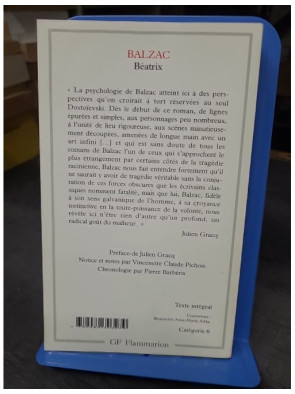 BALZAC
Béatrix
« La psychologie de Balzac atteint ici à des pers-
pectives qu'on croirait à tort réservées au seul
Dostoïevski. Dès le début de ce roman, de lignes
épurées et simples, aux personnages peu nombreux,
à l'unité de lieu rigoureuse, aux scènes minutieuse-
ment découpées, amorées de longue main avec un
art infini [...] et qui est sans doute de tous les
romans de Balzac l'un de ceux qui s'approchent le
plus étrangement par certains côtés de la tragédie
racinienne, Balzac nous fait entendre fortement qu'il
ne saurait y avoir de tragédie véritable sans la conju-
ration de ces forces obscures que les écrivains clas-
siques nomment fatalité, mais que lui, Balzac, fidèle
à son sens galvanique de l'homme, à sa croyance
instinctive en la toute-puissance de la volonté, nous
révèle ici n'être rien d'autre qu'un profond, un
radical goût du malheur. »
Julien Gracq
Préface de Julien Gracq
Notice et notes par Vincenette Claude Pichois
Chronologie par Pierre Barbéris
Texte intégral
Catégorie 6
GF Flammarion